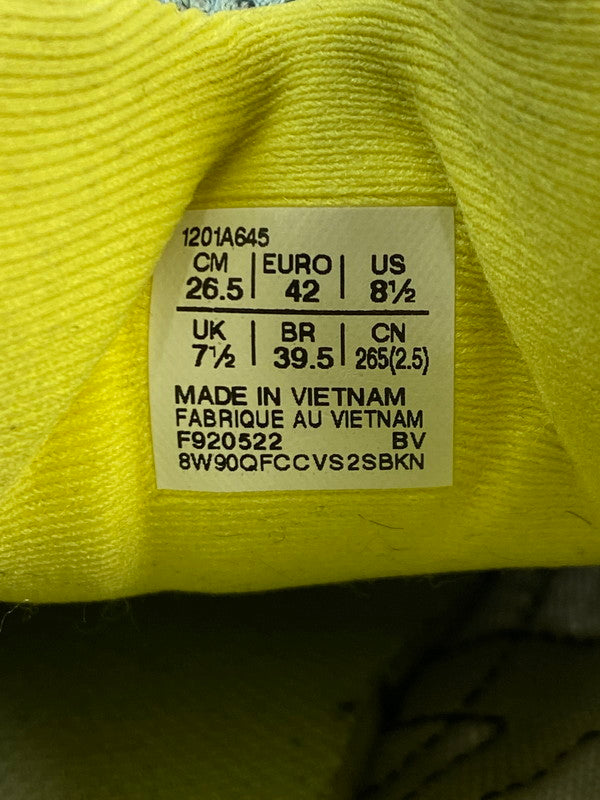 1201A645
CM | EURO | US
26.5 | 42 | 8½
UK | BR | CN
7½ | 39.5 | 265(2.5)
MADE IN VIETNAM
FABRIQUE AU VIETNAM
F920522 BV
8W90QFCCVS2SBKN